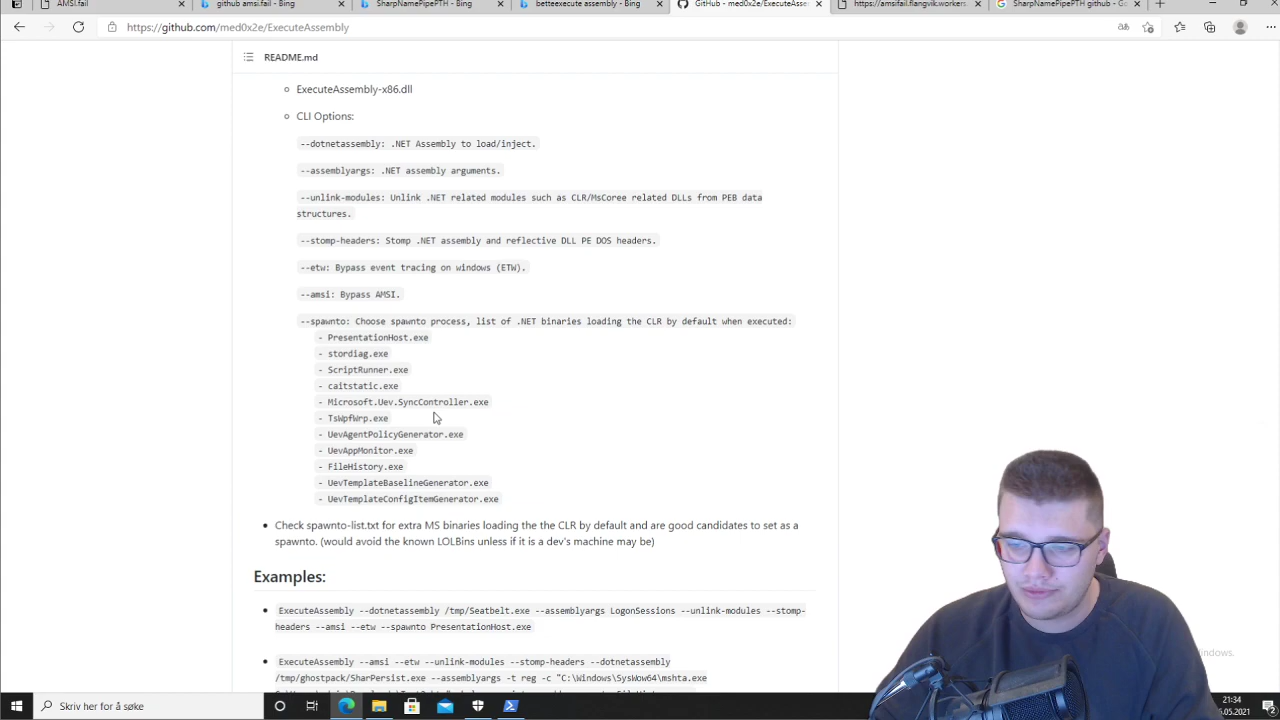 AMSI.fail
github amsi.fail - Bing
SharpNamePipePTH - Bing
betteexecute assembly - Bing
GitHub - med0x2e/ExecuteAsse
https://amsifail.flangvik.workers
SharpNamePipePTH github - Goo
https://github.com/med0x2e/ExecuteAssembly
README.md
ExecuteAssembly-x86.dll
CLI Options:
--dotnetassembly: .NET Assembly to load/inject.
--assemblyargs: .NET assembly arguments.
--unlink-modules: Unlink .NET related modules such as CLR/MsCoree related DLLs from PEB data
structures.
--stomp-headers: Stomp .NET assembly and reflective DLL PE DOS headers.
--etw: Bypass event tracing on windows (ETW).
--amsi: Bypass AMSI.
--spawnto: Choose spawnto process, list of .NET binaries loading the CLR by default when executed:
- PresentationHost.exe
- stordiag.exe
- ScriptRunner.exe
- caitstatic.exe
- Microsoft.Uev.SyncController.exe
- TsWpfWrp.exe
- UevAgentPolicyGenerator.exe
- UevAppMonitor.exe
- FileHistory.exe
- UevTemplateBaselineGenerator.exe
- UevTemplateConfigItemGenerator.exe
Check spawnto-list.txt for extra MS binaries loading the the CLR by default and are good candidates to set as a
spawnto. (would avoid the known LOLBins unless if it is a dev's machine may be)
Examples:
ExecuteAssembly --dotnetassembly /tmp/Seatbelt.exe --assemblyargs LogonSessions --unlink-modules --stomp-
headers --amsi --etw --spawnto PresentationHost.exe
ExecuteAssembly --amsi --etw --unlink-modules --stomp-headers --dotnetassembly
/tmp/ghostpack/SharPersist.exe --assemblyargs -t reg -c "C:\Windows\SysWow64\mshta.exe
indows.
Skriv her for å søke
21:34
.05.2021
2